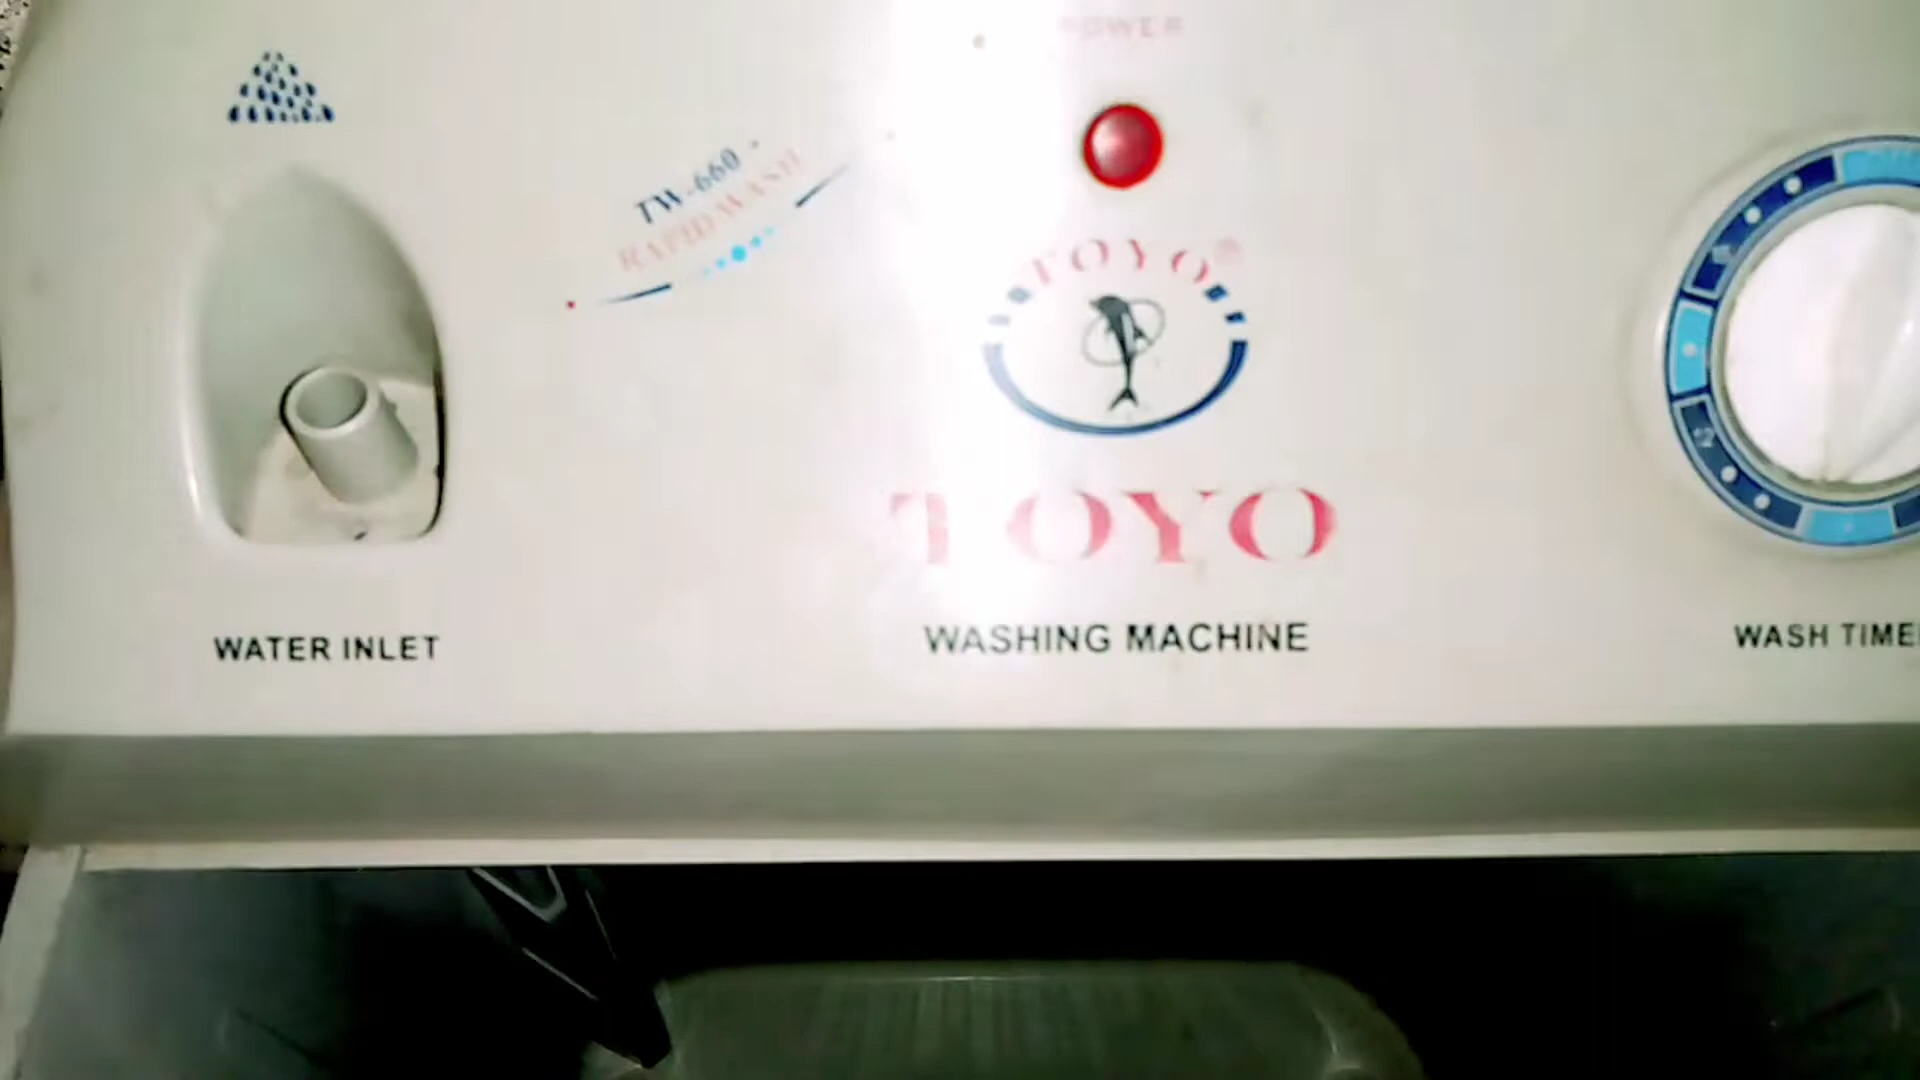 POWER
TW-660
RAPID WASH
TOYO®
TOYO
WATER INLET
WASHING MACHINE
WASH TIME